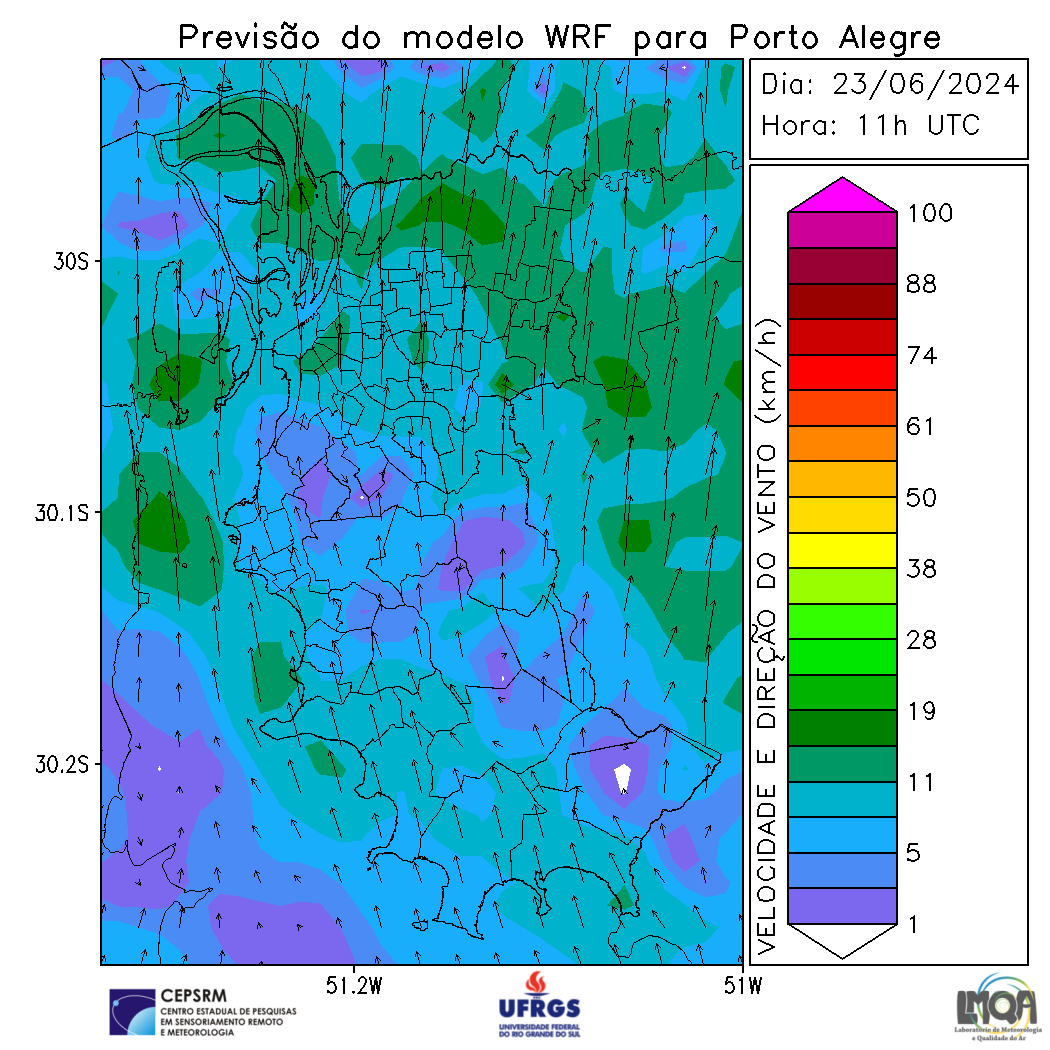 Previsão do modelo WRF para Porto Alegre
Dia: 23/06/2024
Hora: 11h UTC
100
88
74
61
50
38
28
19
11
5
1
VELOCIDADE E DIREÇÃO DO VENTO (km/h)
30S
30.1S
30.2S
51.2W
51W
CEPSRM
CENTRO ESTADUAL DE PESQUISAS
EM SENSORIAMENTO REMOTO
E METEOROLOGIA
UFRGS
UNIVERSIDADE FEDERAL
DO RIO GRANDE DO SUL
LMQA
Laboratório de Meteorologia
e Qualidade do Ar